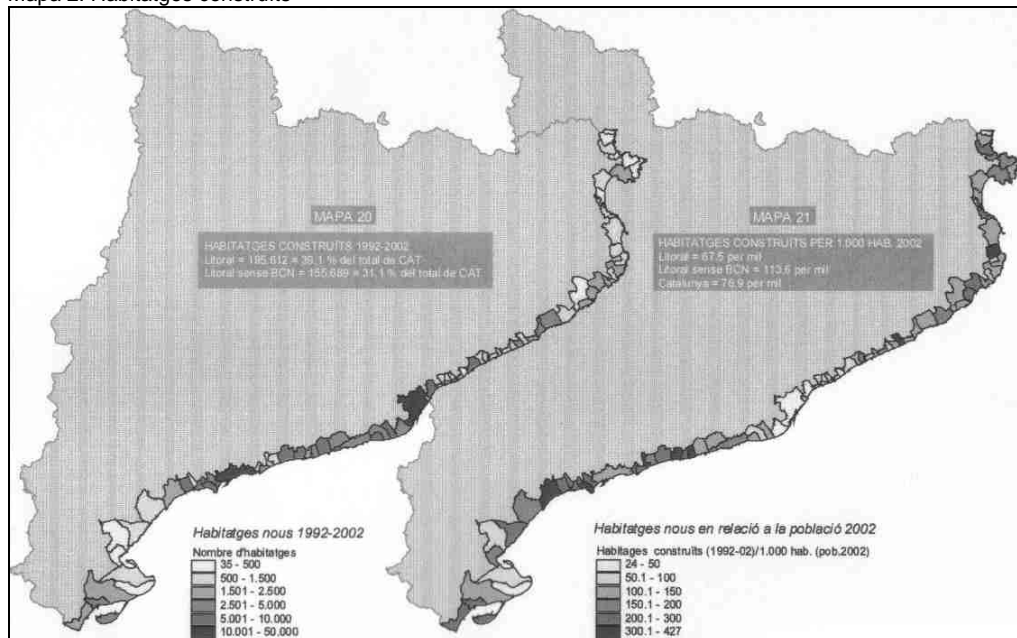 Mapa 2. Habitatges construïts
MAPA 20
HABITATGES CONSTRUÏTS 1992-2002
Litoral = 195.612 = 39,1 % del total de CAT
Litoral sense BCN = 155.689 = 31,1 % del total de CAT
MAPA 21
HABITATGES CONSTRUÏTS PER 1.000 HAB. 2002
Litoral = 67,5 per mil
Litoral sense BCN = 113,6 per mil
Catalunya = 76,9 per mil
Habitatges nous 1992-2002
Nombre d'habitatges
35 - 500
500 - 1.500
1.501 - 2.500
2.501 - 5.000
5.001 - 10.000
10.001 - 50.000
Habitatges nous en relació a la població 2002
Habitages construïts (1992-02)/1.000 hab. (pob.2002)
24 - 50
50.1 - 100
100.1 - 150
150.1 - 200
200.1 - 300
300.1 - 427